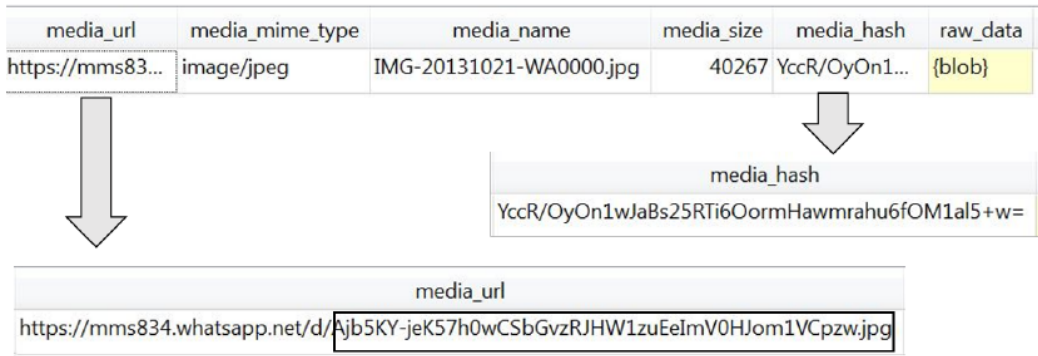 media_url media_mime_type media_name media_size media_hash raw_data
https://mms83... image/jpeg IMG-20131021-WA0000.jpg 40267 YccR/OyOn1... {blob}
media_hash
YccR/OyOn1wJaBs25RTi6OormHawmrahu6fOM1al5+w=
media_url
https://mms834.whatsapp.net/d/Ajb5KY-jeK57h0wCSbGvzRJHW1zuEeImV0HJom1VCpzw.jpg